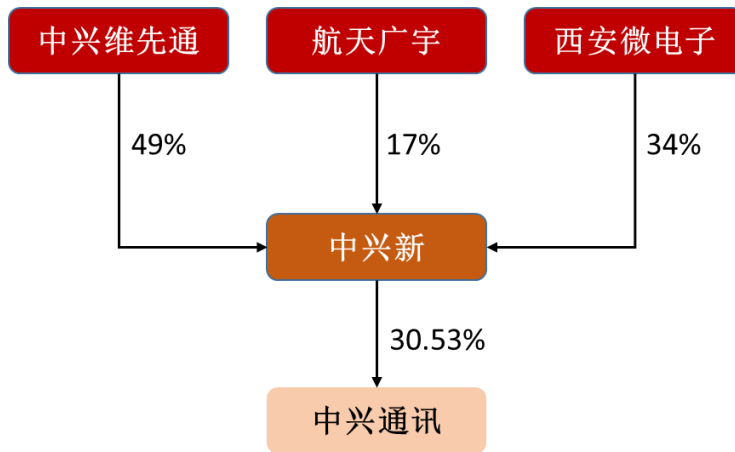 中兴维先通
航天广宇
西安微电子
49%
17%
34%
中兴新
30.53%
中兴通讯